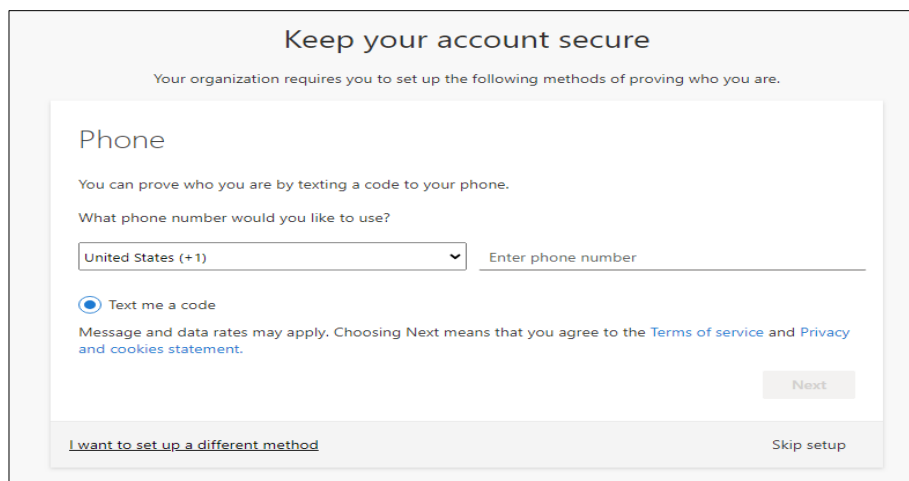 Keep your account secure
Your organization requires you to set up the following methods of proving who you are.
Phone
You can prove who you are by texting a code to your phone.
What phone number would you like to use?
United States (+1) Enter phone number
Text me a code
Message and data rates may apply. Choosing Next means that you agree to the Terms of service and Privacy
and cookies statement.
Next
I want to set up a different method Skip setup